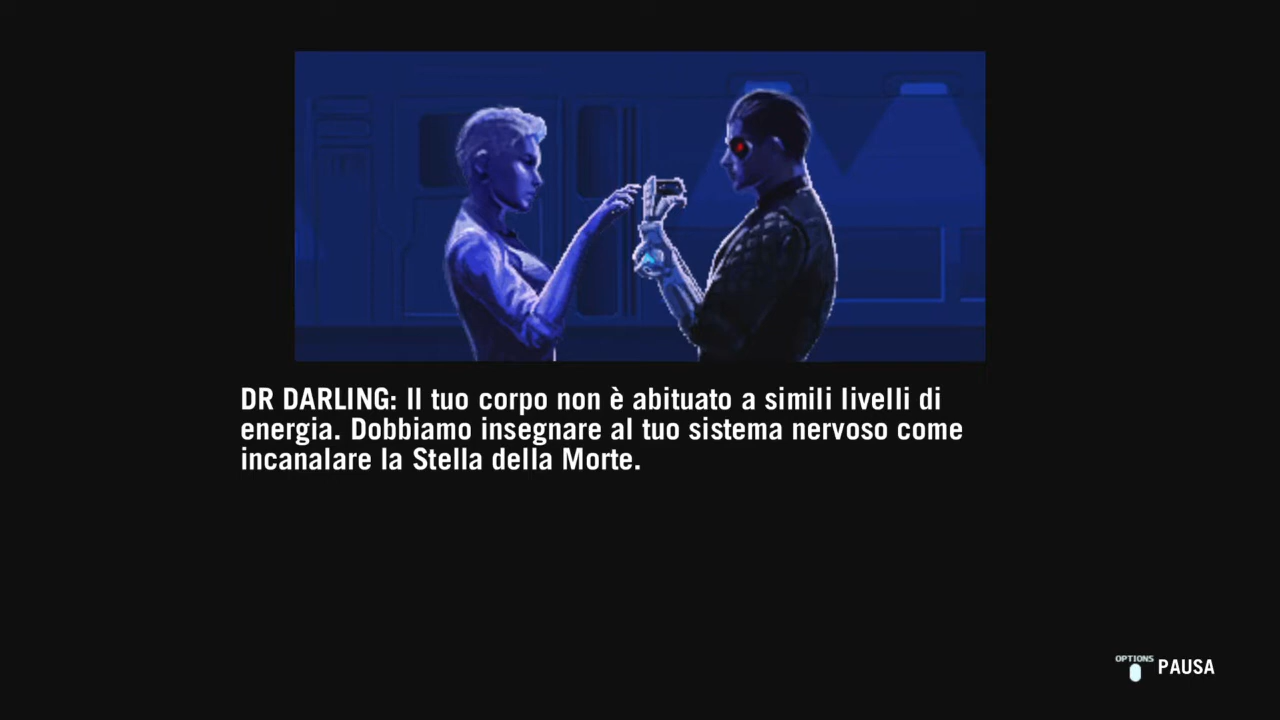 DR DARLING: Il tuo corpo non è abituato a simili livelli di
energia. Dobbiamo insegnare al tuo sistema nervoso come
incanalare la Stella della Morte.
OPTIONS
PAUSA